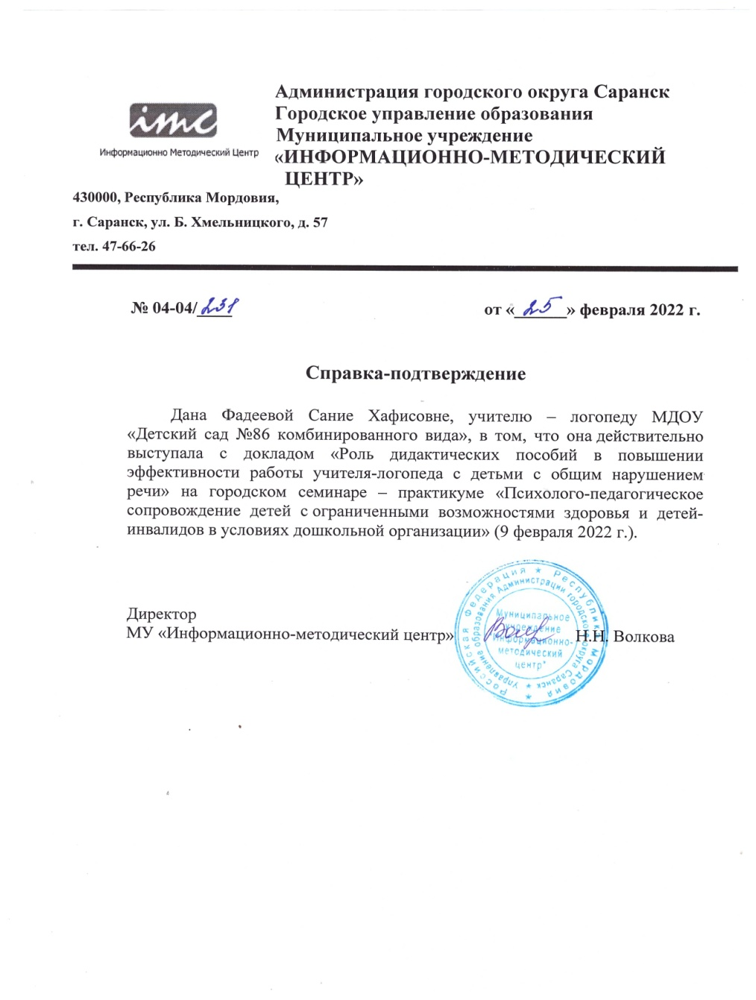 Администрация городского округа Саранск
Городское управление образования
Муниципальное учреждение
«ИНФОРМАЦИОННО-МЕТОДИЧЕСКИЙ
ЦЕНТР»
imc
Информационно Методический Центр
430000, Республика Мордовия,
г. Саранск, ул. Б. Хмельницкого, д. 57
тел. 47-66-26
№ 04-04/231 от «25» февраля 2022 г.
Справка-подтверждение
Дана Фадеевой Сание Хафисовне, учителю – логопеду МДОУ
«Детский сад №86 комбинированного вида», в том, что она действительно
выступала с докладом «Роль дидактических пособий в повышении
эффективности работы учителя-логопеда с детьми с общим нарушением
речи» на городском семинаре – практикуме «Психолого-педагогическое
сопровождение детей с ограниченными возможностями здоровья и детей-
инвалидов в условиях дошкольной организации» (9 февраля 2022 г.).
Директор
МУ «Информационно-методический центр» Н.Н. Волкова
Российская Федерация ★ Республика Мордовия ★
Управление образования Администрации городского округа Саранск ★
Муниципальное
учреждение
"Информационно-
методический
центр"